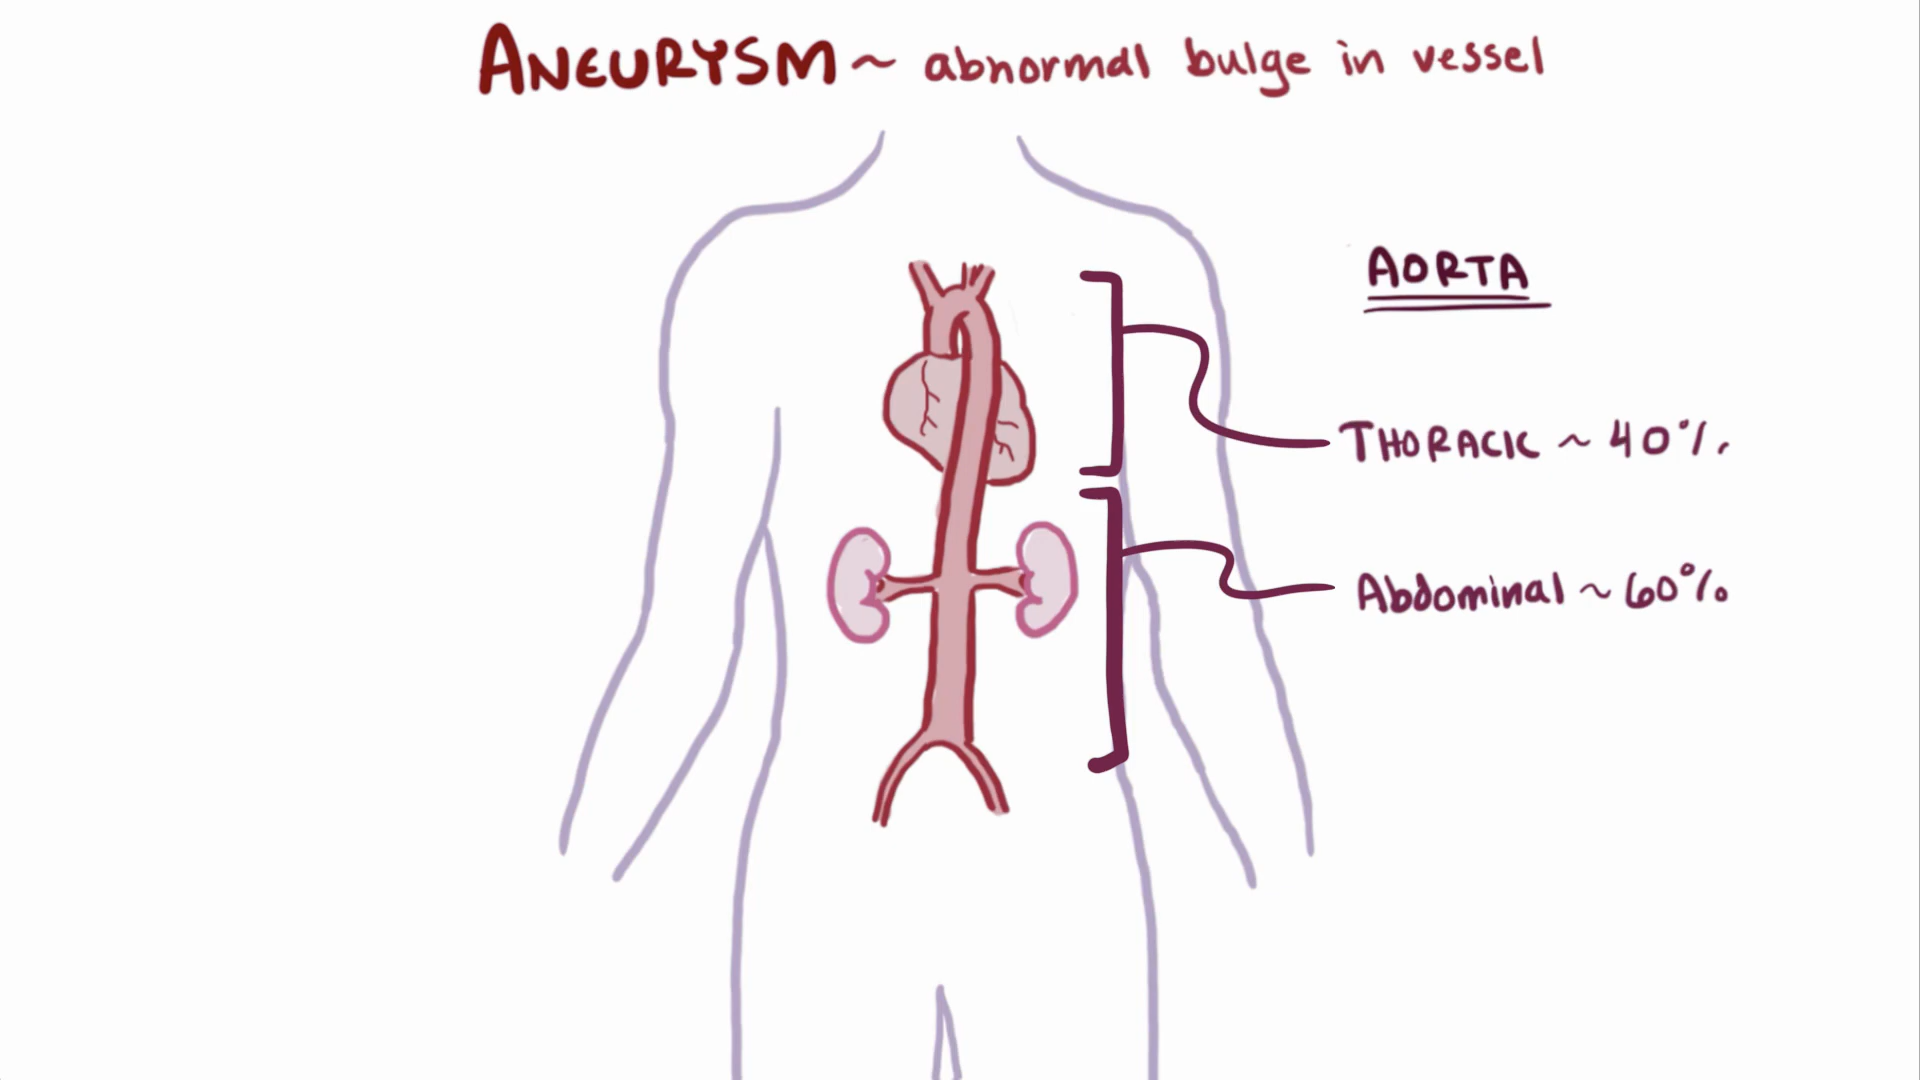 ANEURYSM ~ abnormal bulge in vessel
AORTA
THORACIC ~ 40%
Abdominal ~ 60%